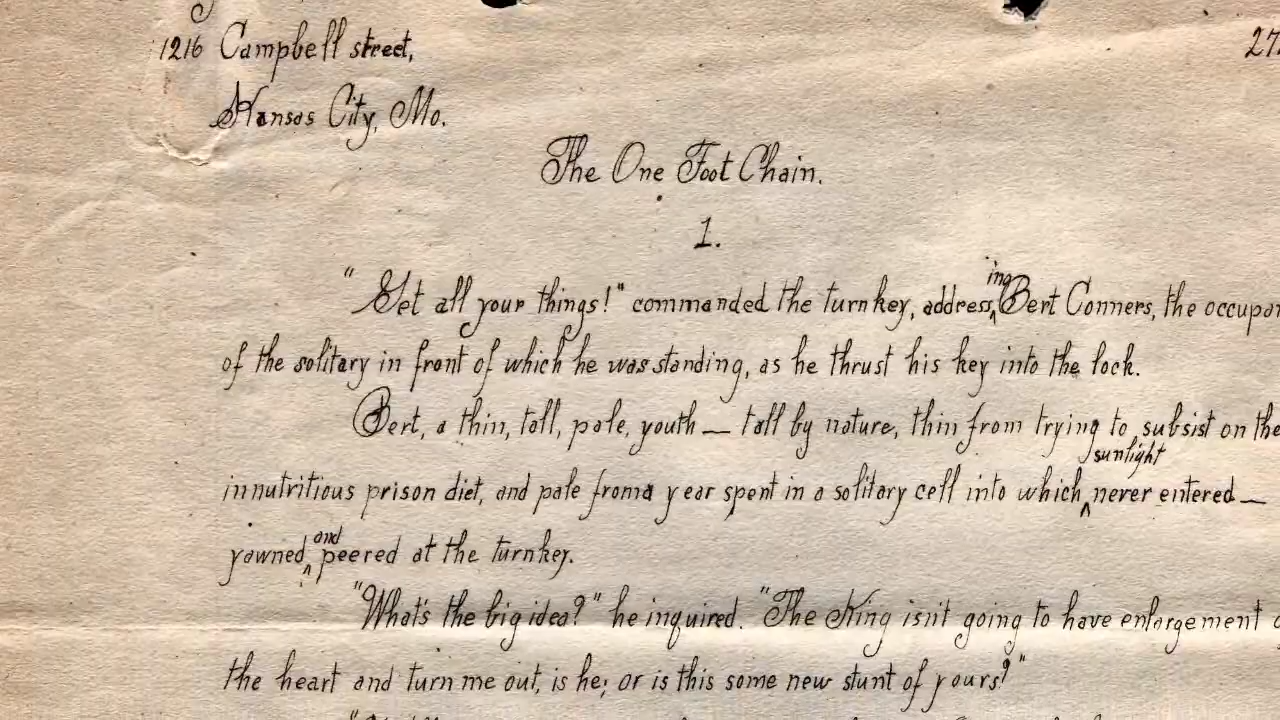 1216 Campbell street,
Kansas City, Mo.
The One Foot Chain.
1.
"Get all your things!" commanded the turnkey, addressing Bert Conners, the
of the solitary in front of which he was standing, as he thrust his key into the lock.
Bert, a thin, tall, pale, youth — tall by nature, thin from trying to subsist on the
innutritious prison diet, and pale from a year spent in a solitary cell into which sunlight never entered —
yawned and peered at the turnkey.
"What's the big idea?" he inquired. "The King isn't going to have enlargement
the heart and turn me out, is he; or is this some new stunt of yours?"